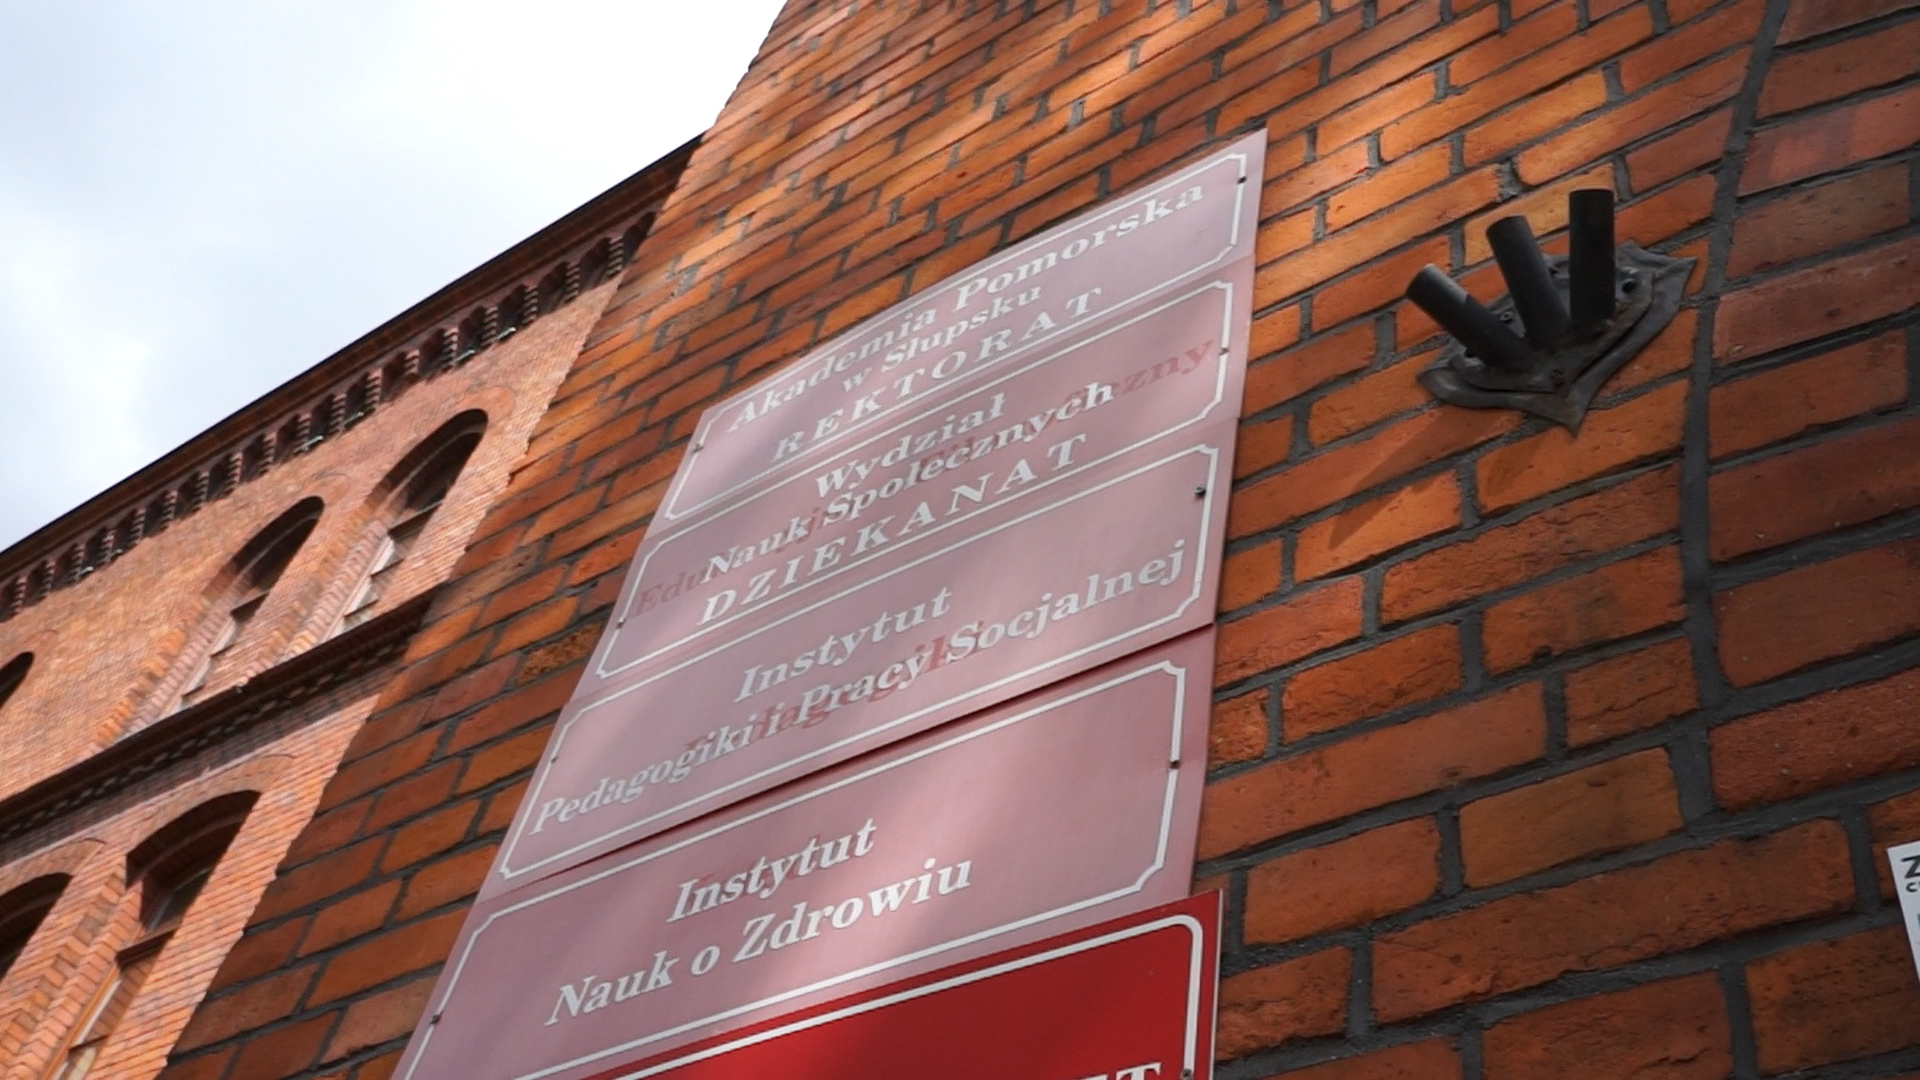 Akademia Pomorska
w Słupsku
REKTORAT
Wydział
Nauk Społecznych
DZIEKANAT
Instytut
Pedagogiki i Pracy Socjalnej
Instytut
Nauk o Zdrowiu